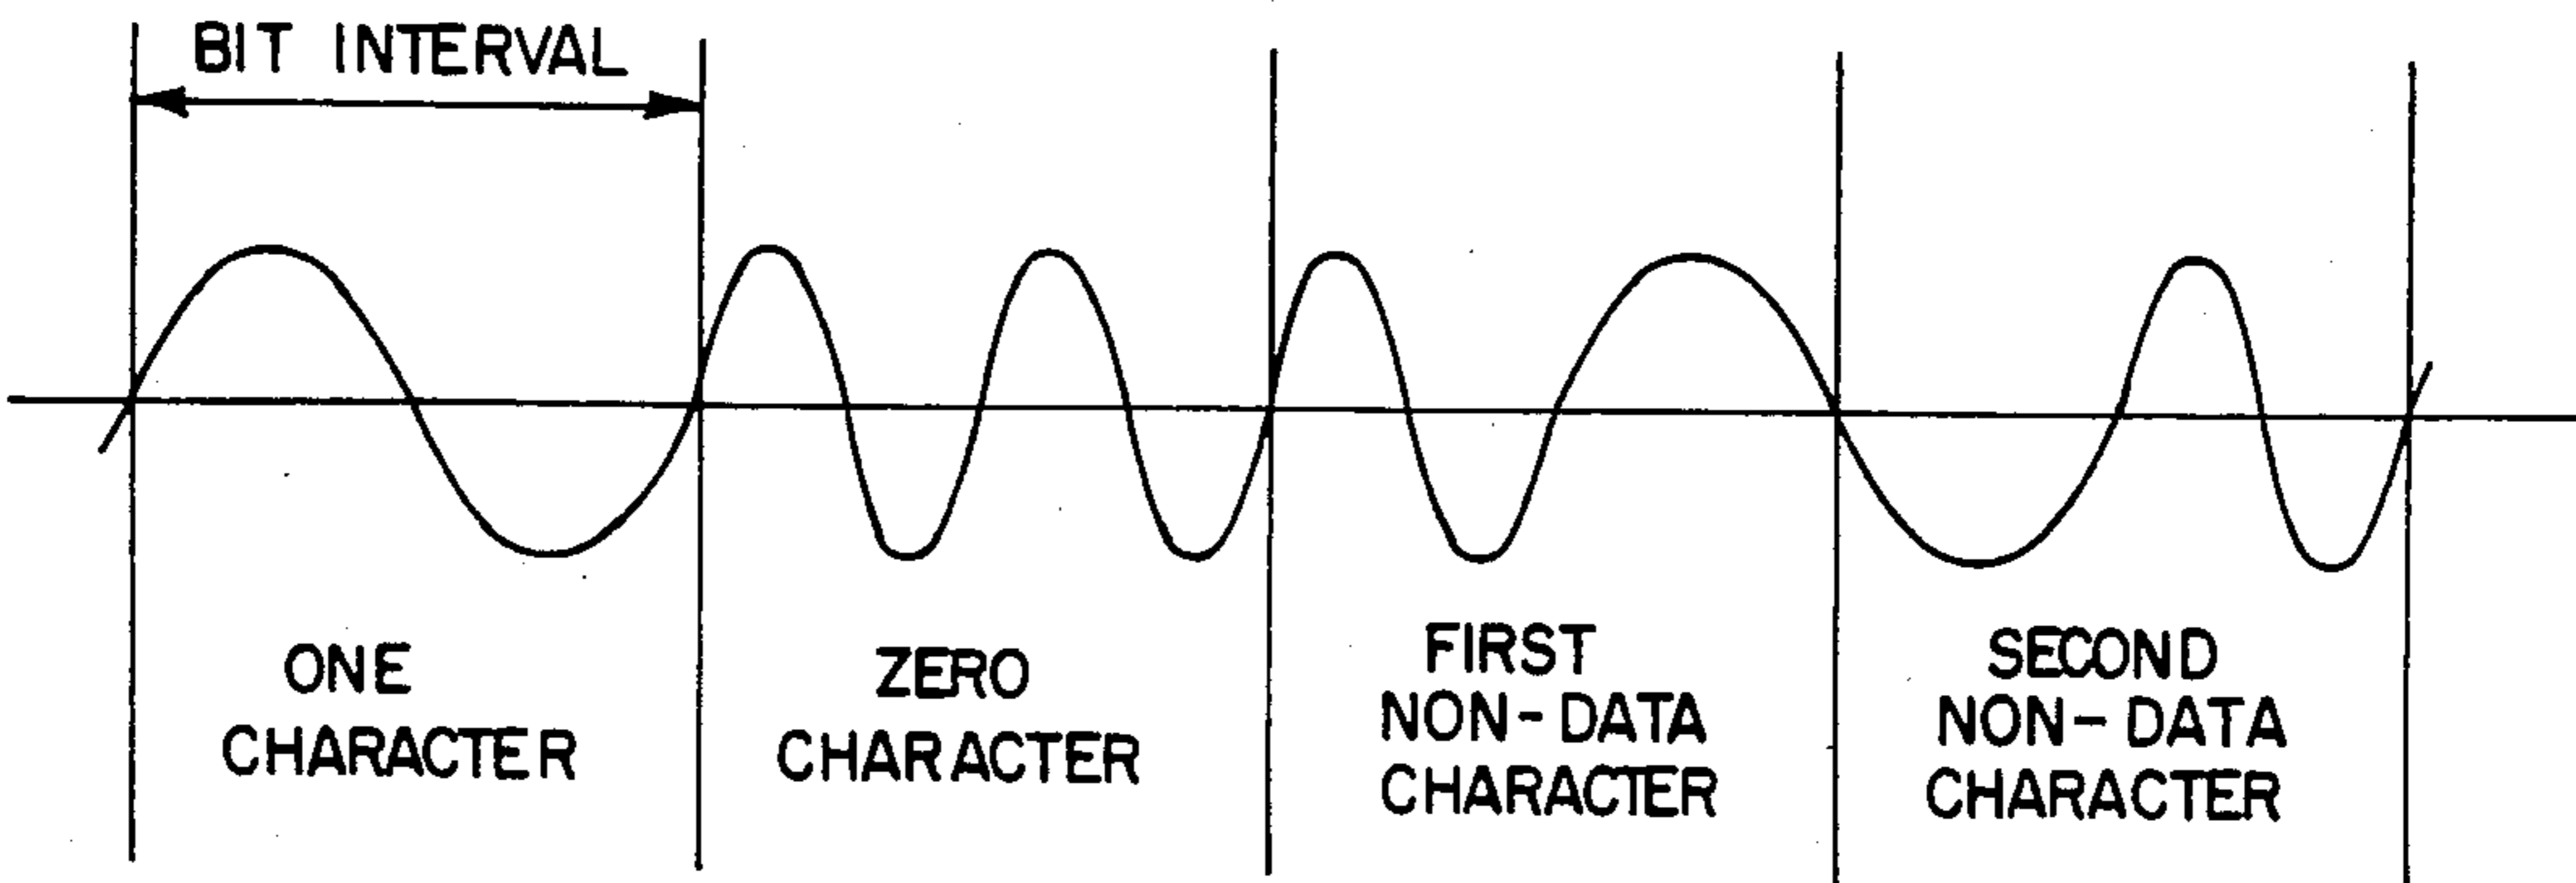 BIT INTERVAL
ONE
CHARACTER
ZERO
CHARACTER
FIRST
NON-DATA
CHARACTER
SECOND
NON-DATA
CHARACTER